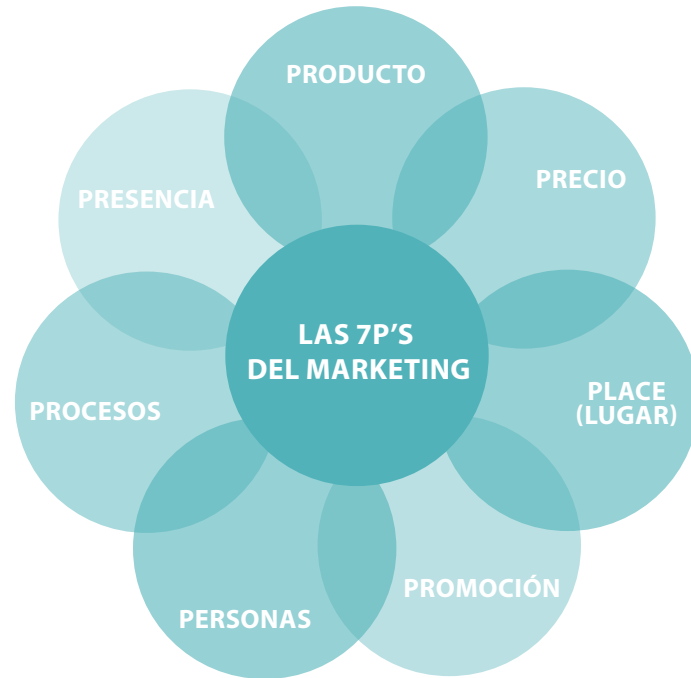 PRODUCTO
PRECIO
PRESENCIA
LAS 7P’S
DEL MARKETING
PLACE
(LUGAR)
PROCESOS
PROMOCIÓN
PERSONAS